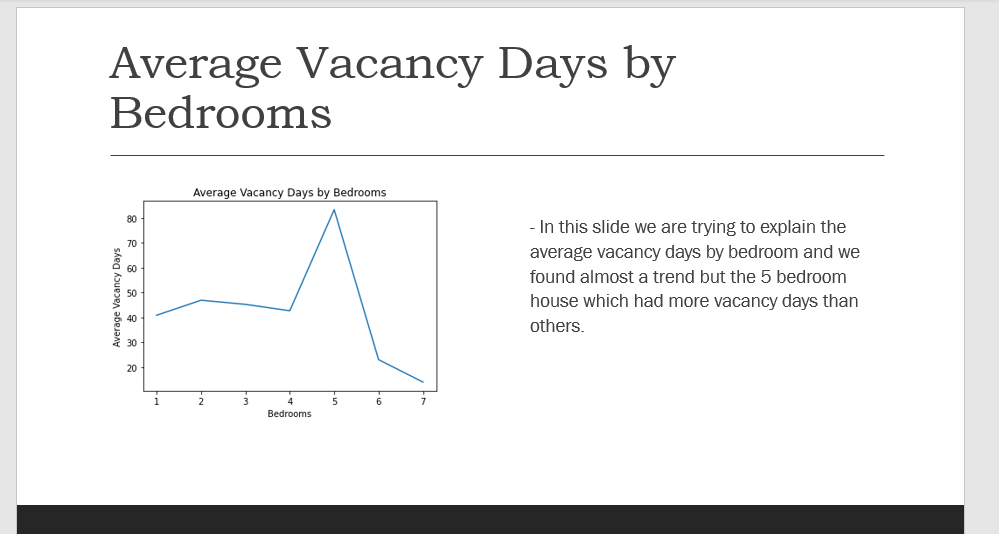 Average Vacancy Days by
Bedrooms
Average Vacancy Days by Bedrooms
Average Vacancy Days
80
70
60
50
40
30
20
1 2 3 4 5 6 7
Bedrooms
- In this slide we are trying to explain the
average vacancy days by bedroom and we
found almost a trend but the 5 bedroom
house which had more vacancy days than
others.